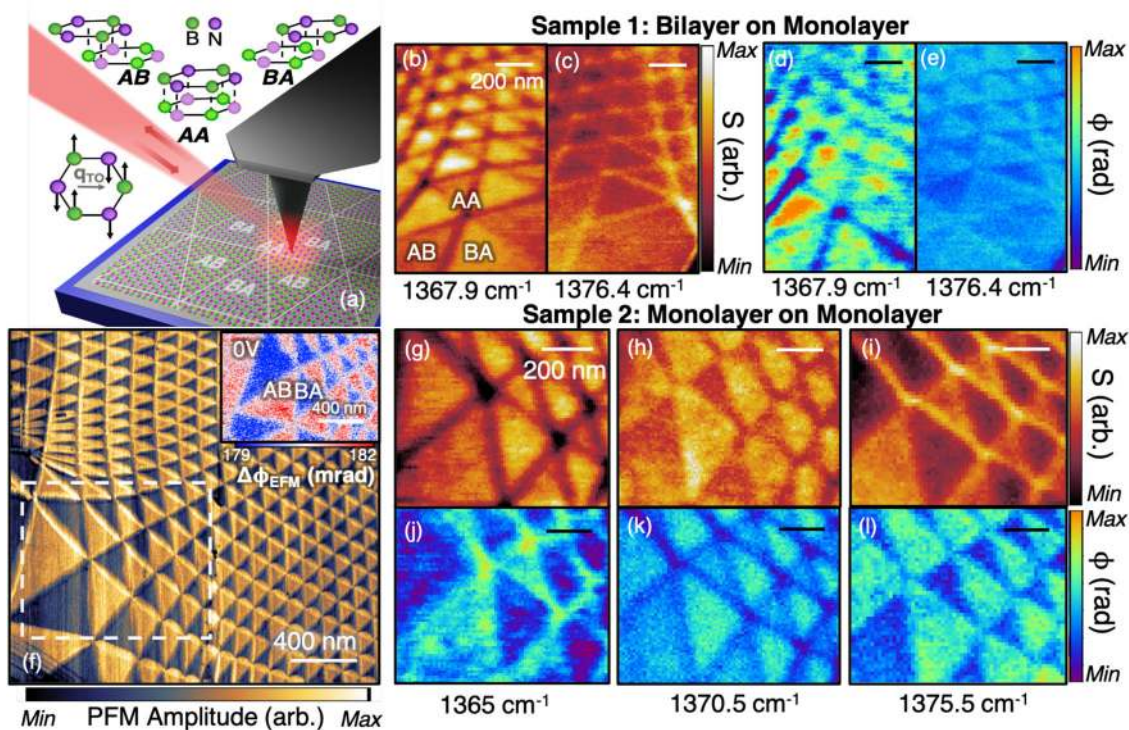 Sample 1: Bilayer on Monolayer
B N
AB
BA
AA
qTO
BA
BA
AA
AB
AB
BA
(a)
(b)
200 nm
AA
AB
BA
1367.9 cm-1
(c)
1376.4 cm-1
Max
S (arb.)
Min
(d)
1367.9 cm-1
(e)
1376.4 cm-1
Max
ϕ (rad)
Min
Sample 2: Monolayer on Monolayer
0V
AB BA
400 nm
179 182
ΔϕEFM (mrad)
400 nm
(f)
Min PFM Amplitude (arb.) Max
(g)
200 nm
(h)
(i)
Max
S (arb.)
Min
(j)
(k)
(l)
Max
ϕ (rad)
Min
1365 cm-1
1370.5 cm-1
1375.5 cm-1